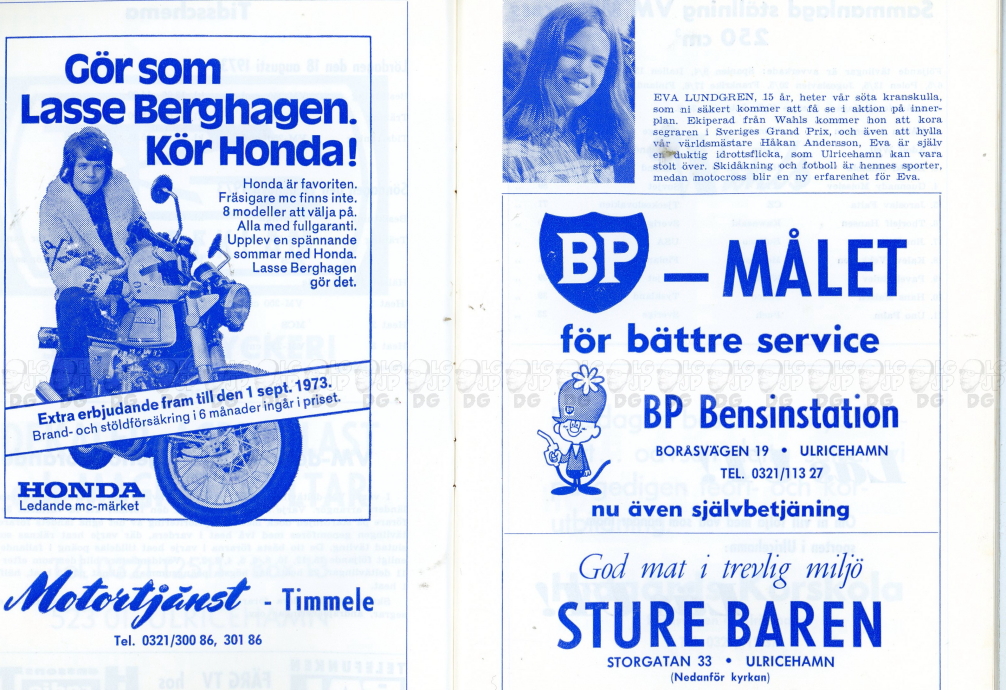 Gör som
Lasse Berghagen.
Kör Honda!
Honda är favoriten.
Fräsigare mc finns inte.
8 modeller att välja på.
Alla med fullgaranti.
Upplev en spännande
sommar med Honda.
Lasse Berghagen
gör det.
Extra erbjudande fram till den 1 sept. 1973.
Brand- och stöldförsäkring i 6 månader ingår i priset.
HONDA
Ledande mc-märket
Motortjänst - Timmele
Tel. 0321/300 86, 301 86
EVA LUNDGREN, 15 år, heter vår söta kranskulla,
som ni säkert kommer att få se i aktion på inner-
plan. Ekiperad från Wahls kommer hon att kora
segraren i Sveriges Grand Prix, och även att hylla
vår världsmästare Håkan Andersson, Eva är själv
en duktig idrottsflicka, som Ulricehamn kan vara
stolt över. Skidåkning och fotboll är hennes sporter,
medan motocross blir en ny erfarenhet för Eva.
BP — MÅLET
för bättre service
BP Bensinstation
BORÅSVÄGEN 19 • ULRICEHAMN
TEL. 0321/113 27
nu även självbetjäning
God mat i trevlig miljö
STURE BAREN
STORGATAN 33 • ULRICEHAMN
(Nedanför kyrkan)